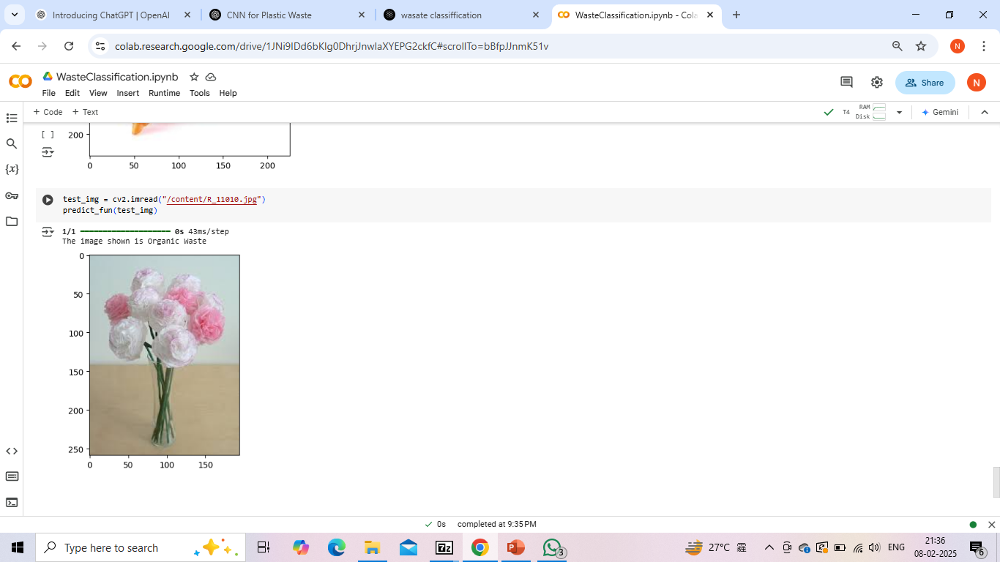 Introducing ChatGPT | OpenAI
CNN for Plastic Waste
wasate classiffication
WasteClassification.ipynb - Cola
colab.research.google.com/drive/1JNi9IDd6bKlg0DhrjJnwIaXYEPG2ckfC#scrollTo=bBfpJJnmK51v
N
WasteClassification.ipynb
File Edit View Insert Runtime Tools Help
Share
N
+ Code + Text
T4
RAM
Disk
Gemini
[ ]
200
0 50 100 150 200
{x}
test_img = cv2.imread("/content/R_11010.jpg")
predict_fun(test_img)
1/1 0s 43ms/step
The image shown is Organic Waste
0
50
100
150
200
250
0 50 100 150
0s completed at 9:35 PM
Type here to search
7z
3
27°C
ENG
21:36
08-02-2025
6